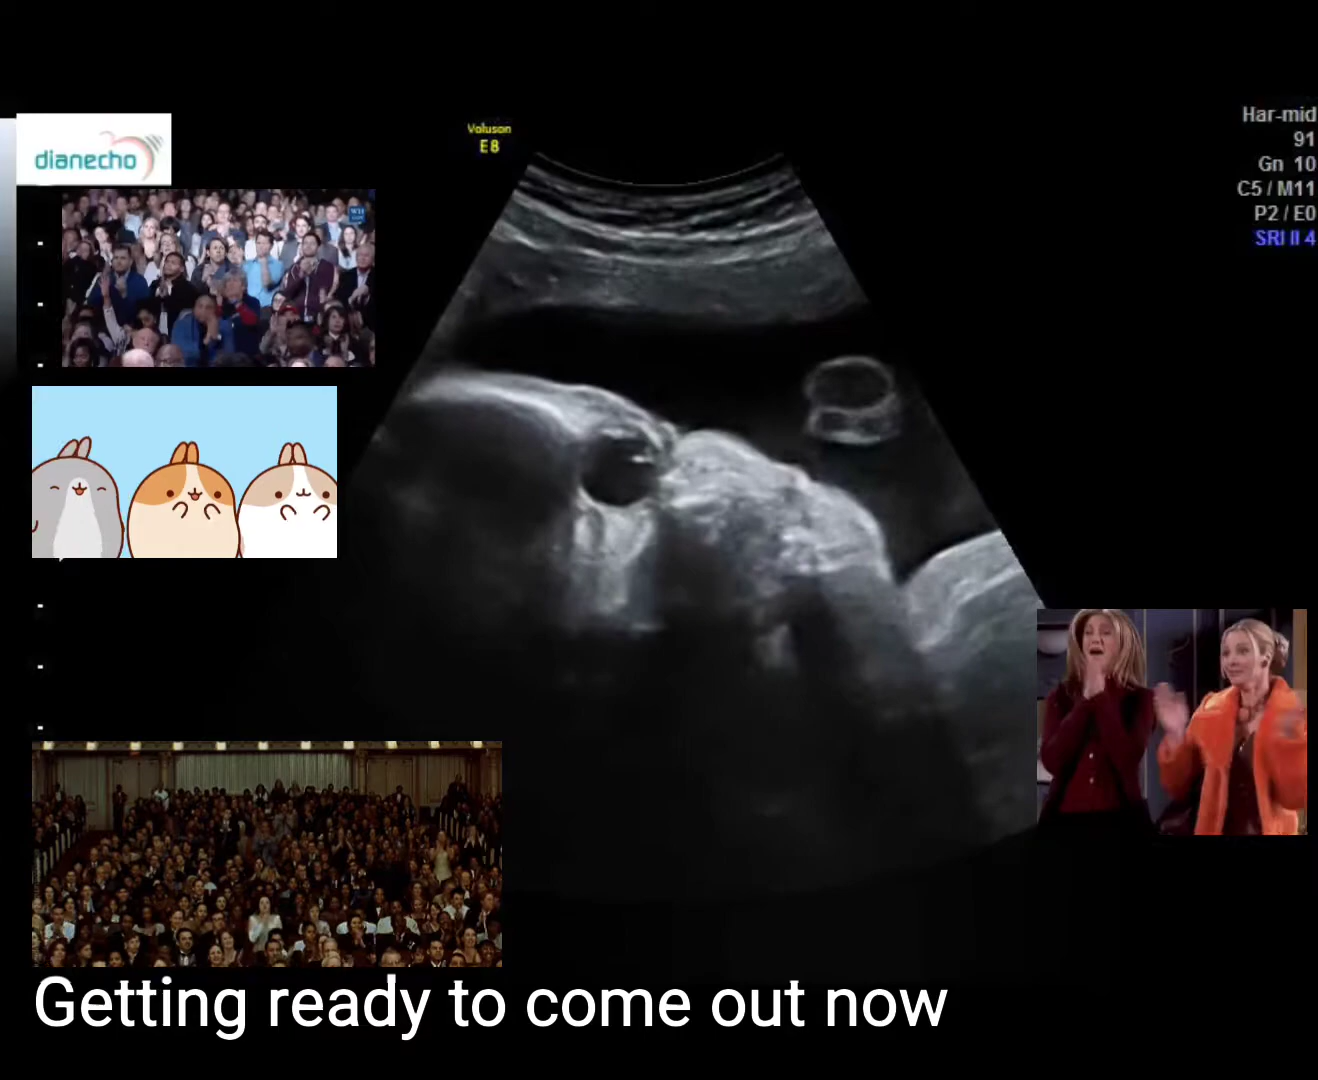 dianecho
Voluson
E8
Har-mid
91
Gn 10
C5 / M11
P2 / E0
SRI II 4
Getting ready to come out now